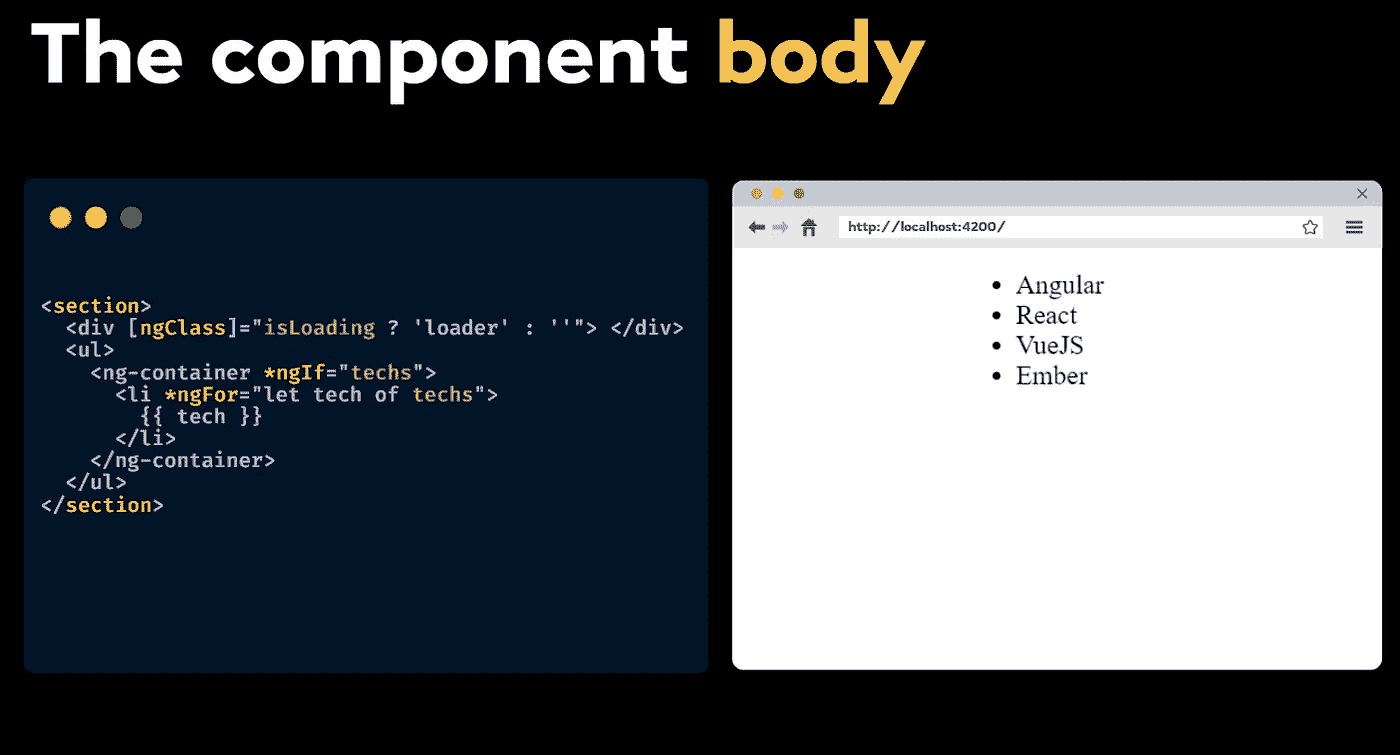 The component body
<section>
  <div [ngClass]="isLoading ? 'loader' : ''"> </div>
  <ul>
    <ng-container *ngIf="techs">
      <li *ngFor="let tech of techs">
        {{ tech }}
      </li>
    </ng-container>
  </ul>
</section>
http://localhost:4200/
Angular
React
VueJS
Ember